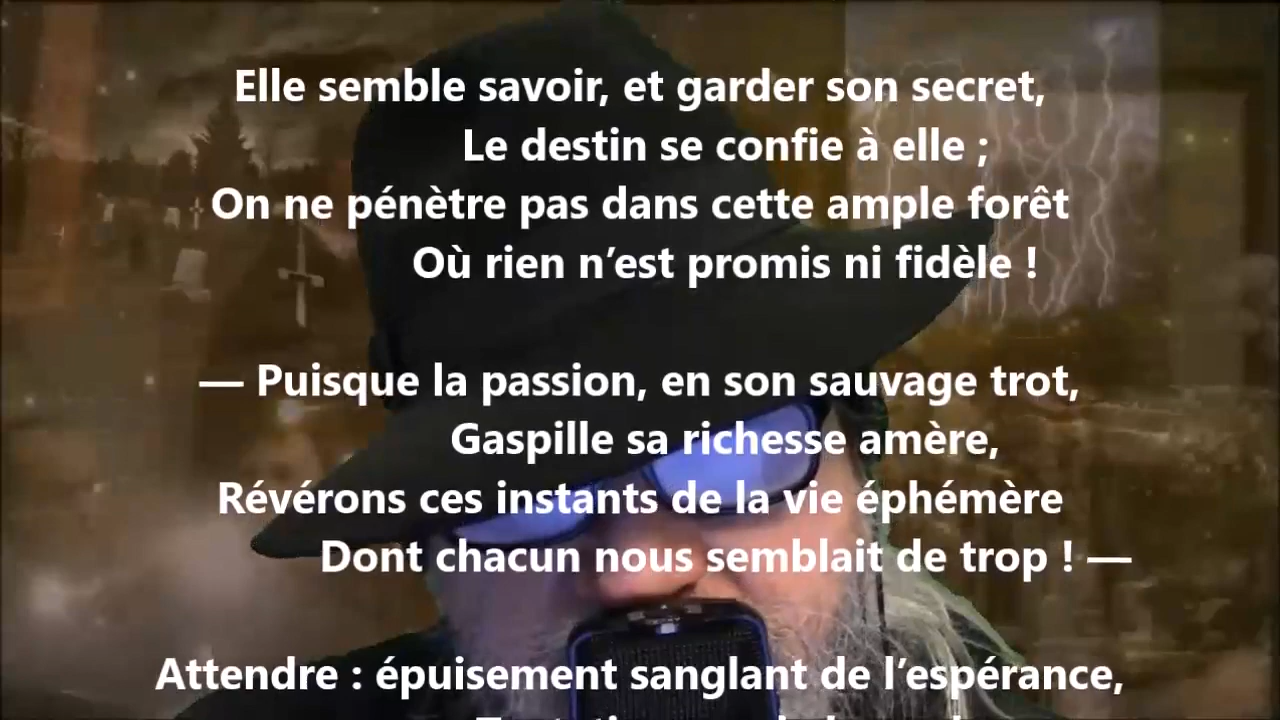 Elle semble savoir, et garder son secret,
Le destin se confie à elle ;
On ne pénètre pas dans cette ample forêt
Où rien n’est promis ni fidèle !
— Puisque la passion, en son sauvage trot,
Gaspille sa richesse amère,
Révérons ces instants de la vie éphémère
Dont chacun nous semblait de trop ! —
Attendre : épuisement sanglant de l’espérance,